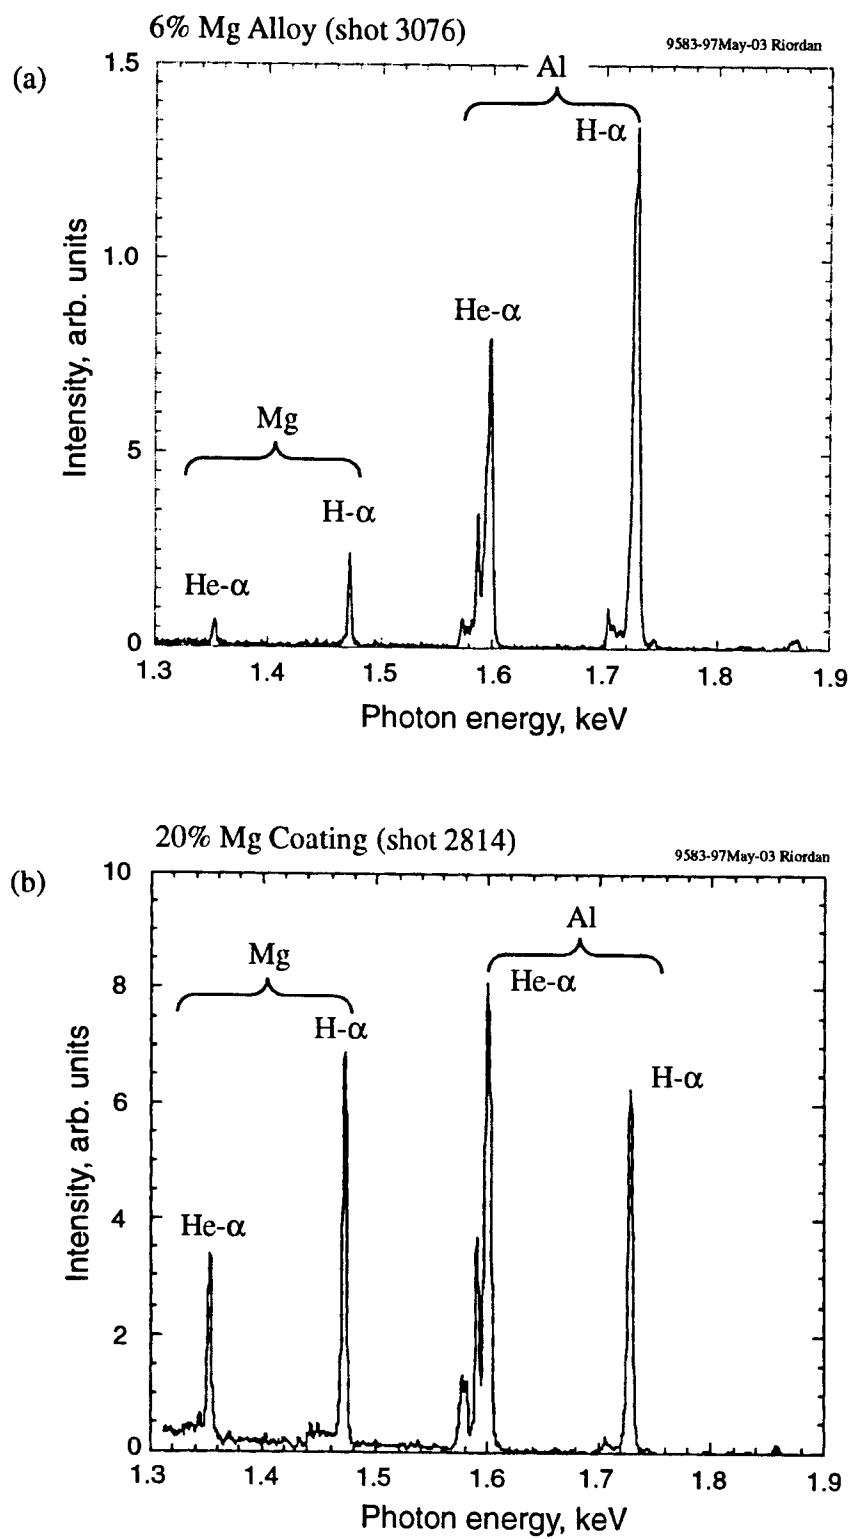 6% Mg Alloy (shot 3076)
9583-97May-03 Riordan
(a)
1.5
Al
H-α
1.0
He-α
Intensity, arb. units
Mg
5
H-α
He-α
0
1.3 1.4 1.5 1.6 1.7 1.8 1.9
Photon energy, keV
20% Mg Coating (shot 2814)
9583-97May-03 Riordan
(b)
10
Al
Mg
He-α
8
H-α
H-α
6
Intensity, arb. units
He-α
4
2
0
1.3 1.4 1.5 1.6 1.7 1.8 1.9
Photon energy, keV